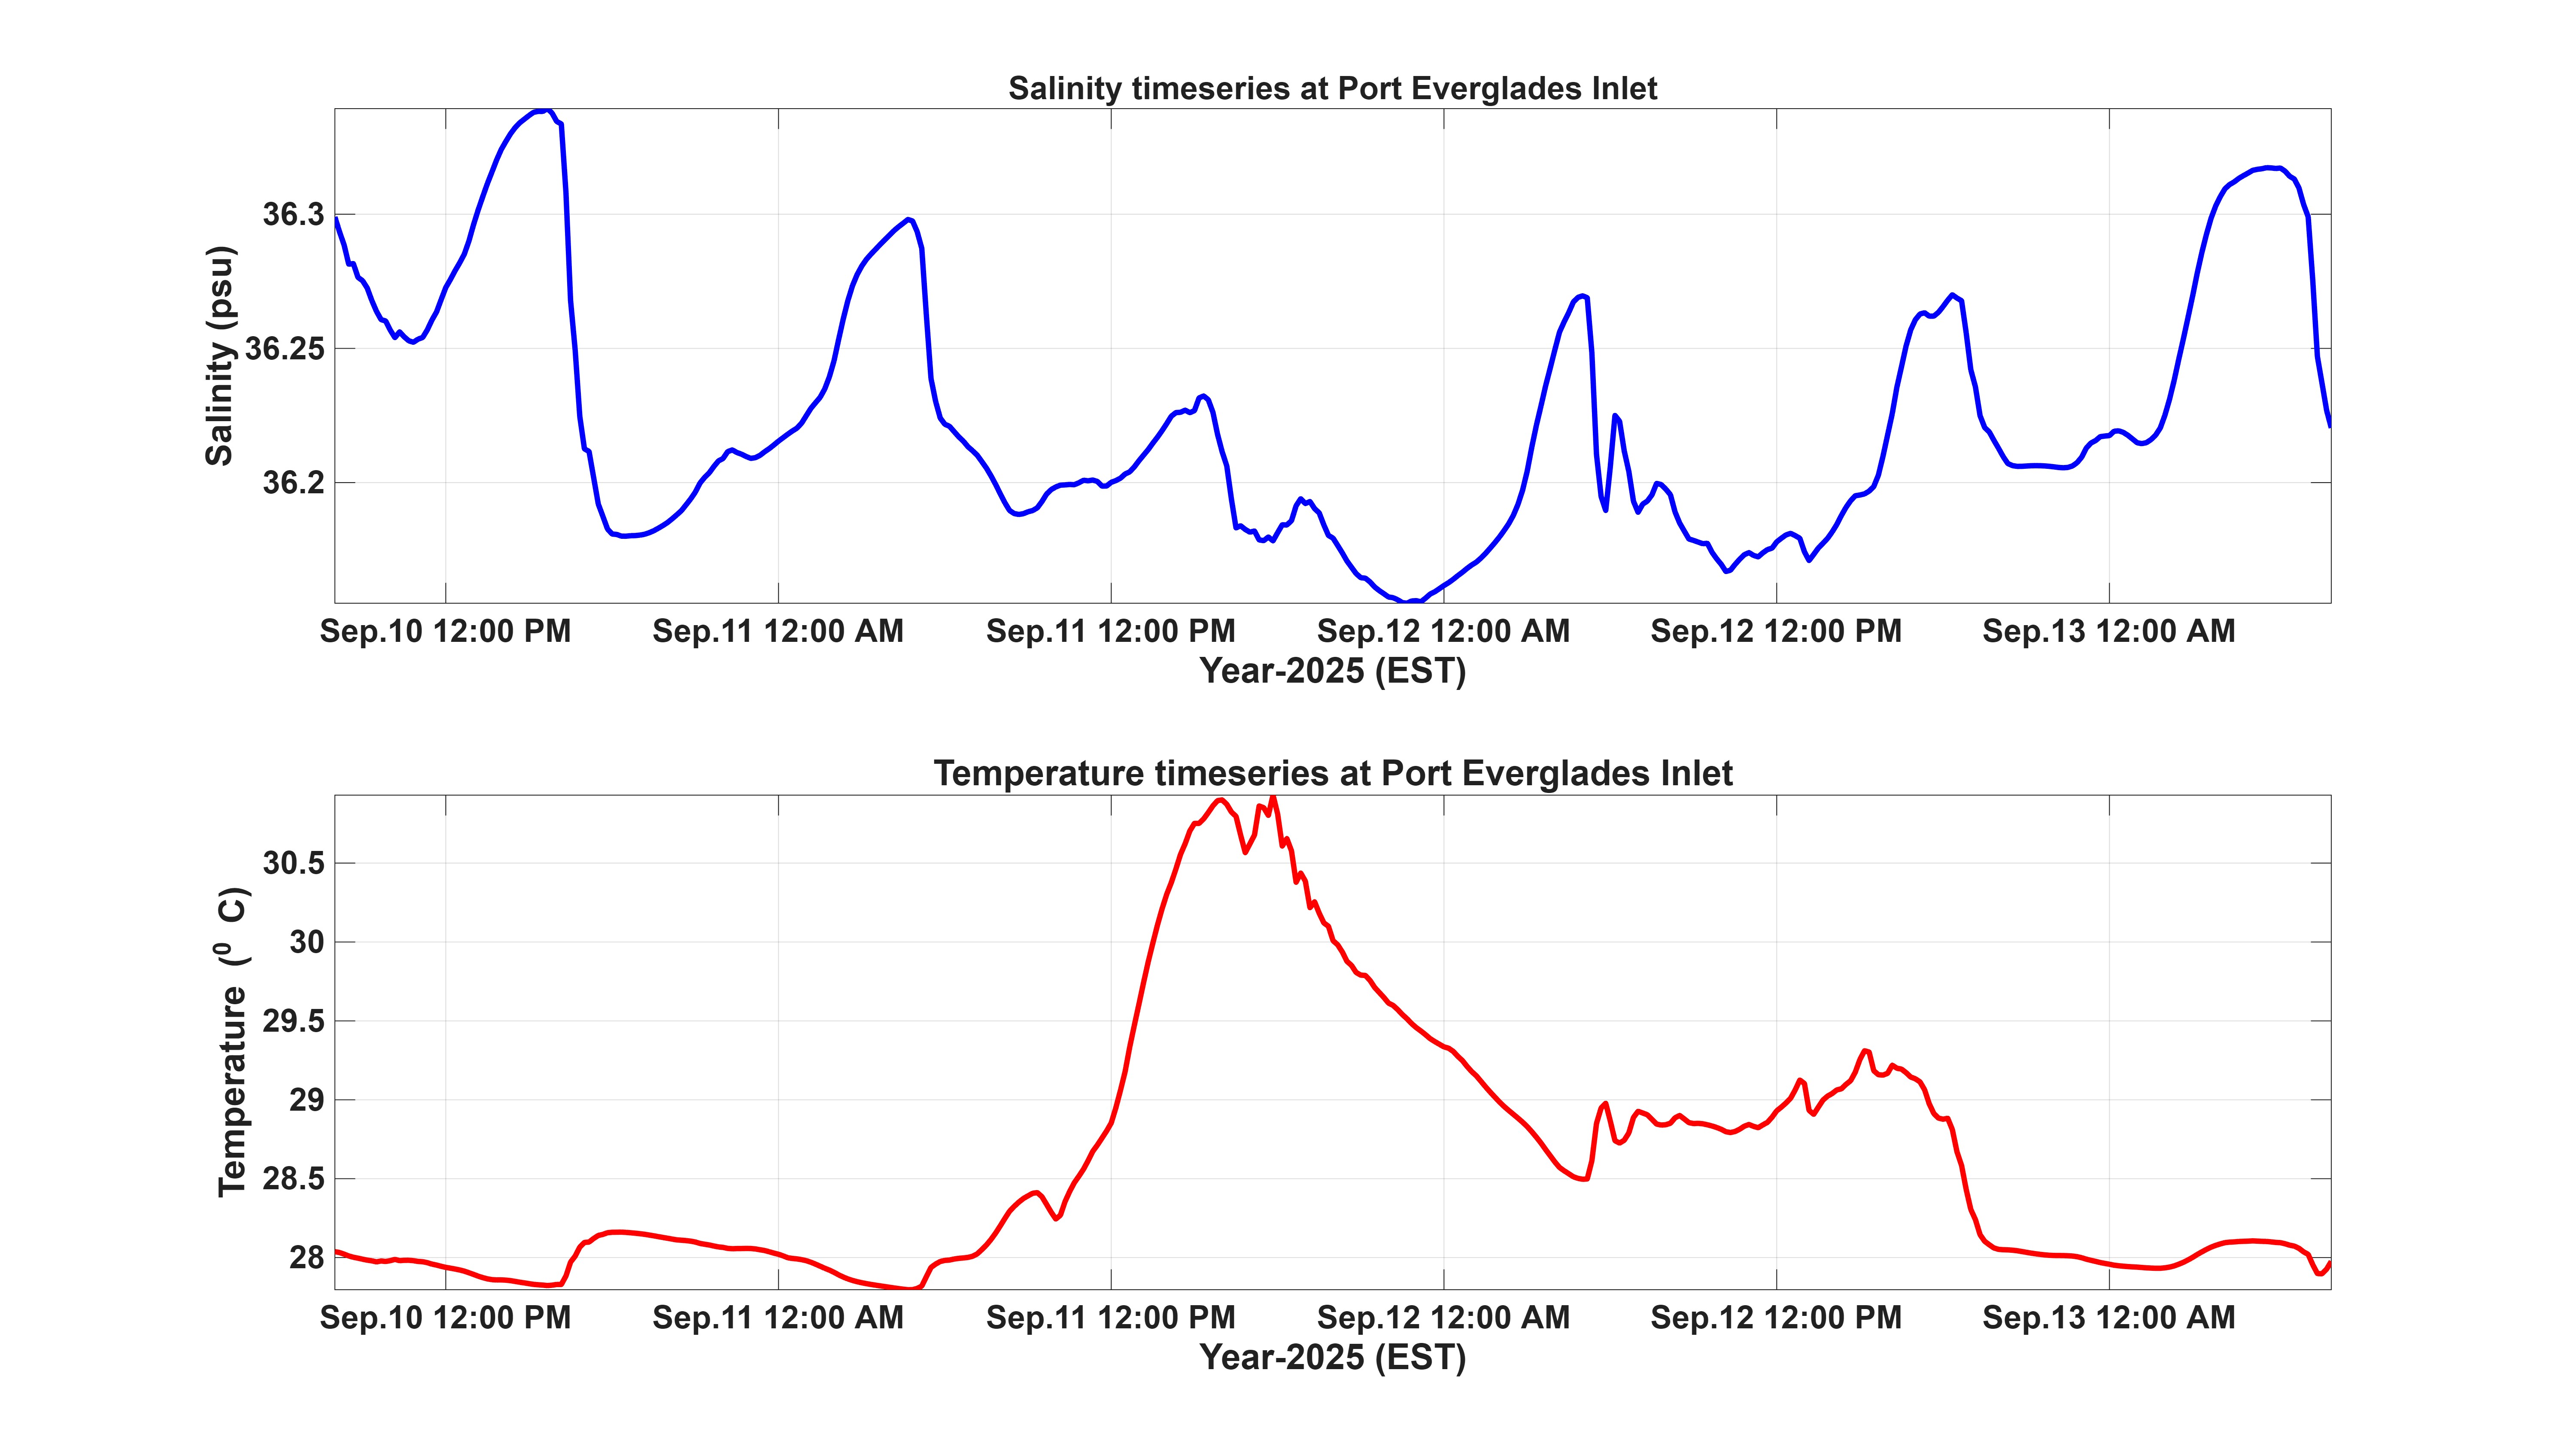 Salinity timeseries at Port Everglades Inlet
Salinity (psu)
36.3
36.25
36.2
Sep.10 12:00 PM Sep.11 12:00 AM Sep.11 12:00 PM Sep.12 12:00 AM Sep.12 12:00 PM Sep.13 12:00 AM
Year-2025 (EST)
Temperature timeseries at Port Everglades Inlet
Temperature (⁰ C)
30.5
30
29.5
29
28.5
28
Sep.10 12:00 PM Sep.11 12:00 AM Sep.11 12:00 PM Sep.12 12:00 AM Sep.12 12:00 PM Sep.13 12:00 AM
Year-2025 (EST)